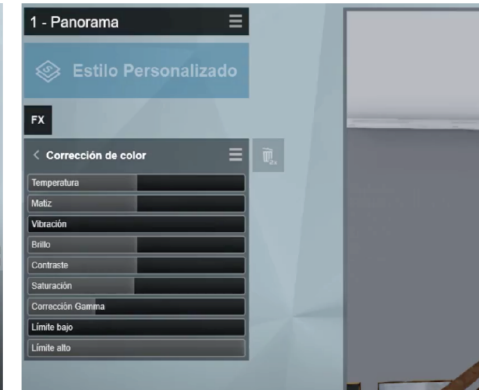 1 - Panorama
Estilo Personalizado
FX
< Corrección de color
Temperatura
Matiz
Vibración
Brillo
Contraste
Saturación
Corrección Gamma
Límite bajo
Límite alto